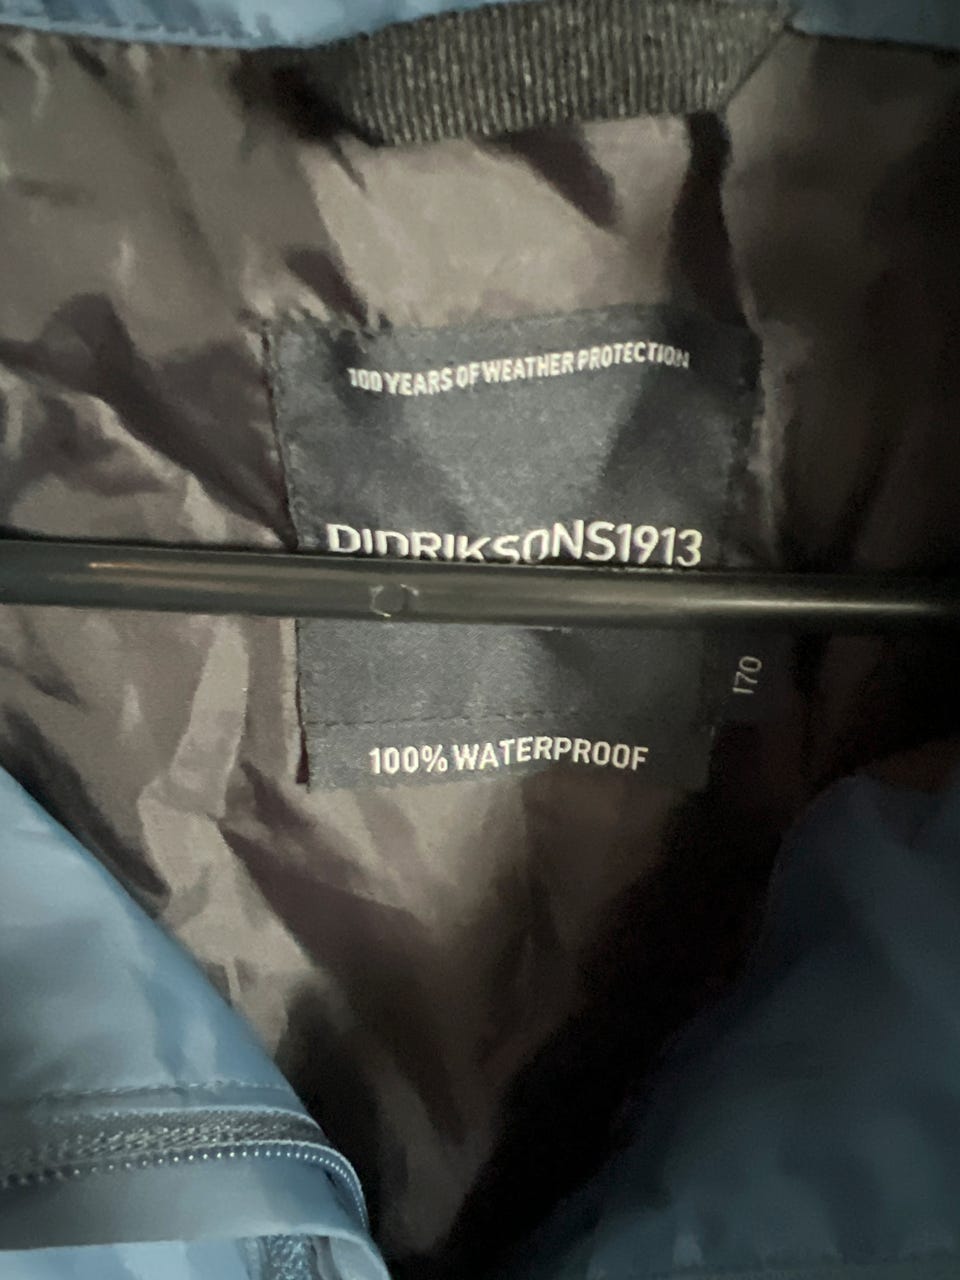 100 YEARS OF WEATHER PROTECTION
DIDRIKSONS1913
170
100% WATERPROOF